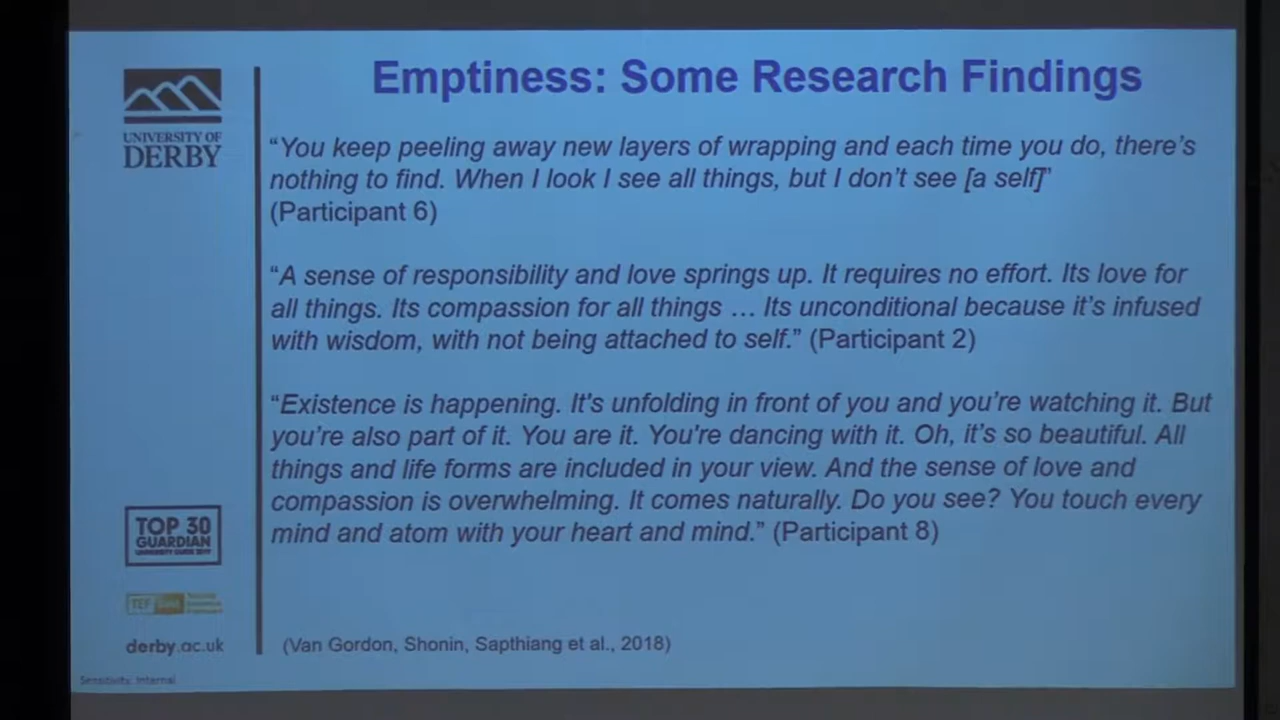 Emptiness: Some Research Findings
UNIVERSITY OF
DERBY
“You keep peeling away new layers of wrapping and each time you do, there’s
nothing to find. When I look I see all things, but I don’t see [a self]”
(Participant 6)
“A sense of responsibility and love springs up. It requires no effort. Its love for
all things. Its compassion for all things … Its unconditional because it’s infused
with wisdom, with not being attached to self.” (Participant 2)
“Existence is happening. It's unfolding in front of you and you’re watching it. But
you’re also part of it. You are it. You're dancing with it. Oh, it’s so beautiful. All
things and life forms are included in your view. And the sense of love and
compassion is overwhelming. It comes naturally. Do you see? You touch every
mind and atom with your heart and mind.” (Participant 8)
TOP 30
GUARDIAN
UNIVERSITY GUIDE 2019
TEF
derby.ac.uk
(Van Gordon, Shonin, Sapthiang et al., 2018)
Sensitivity: Internal